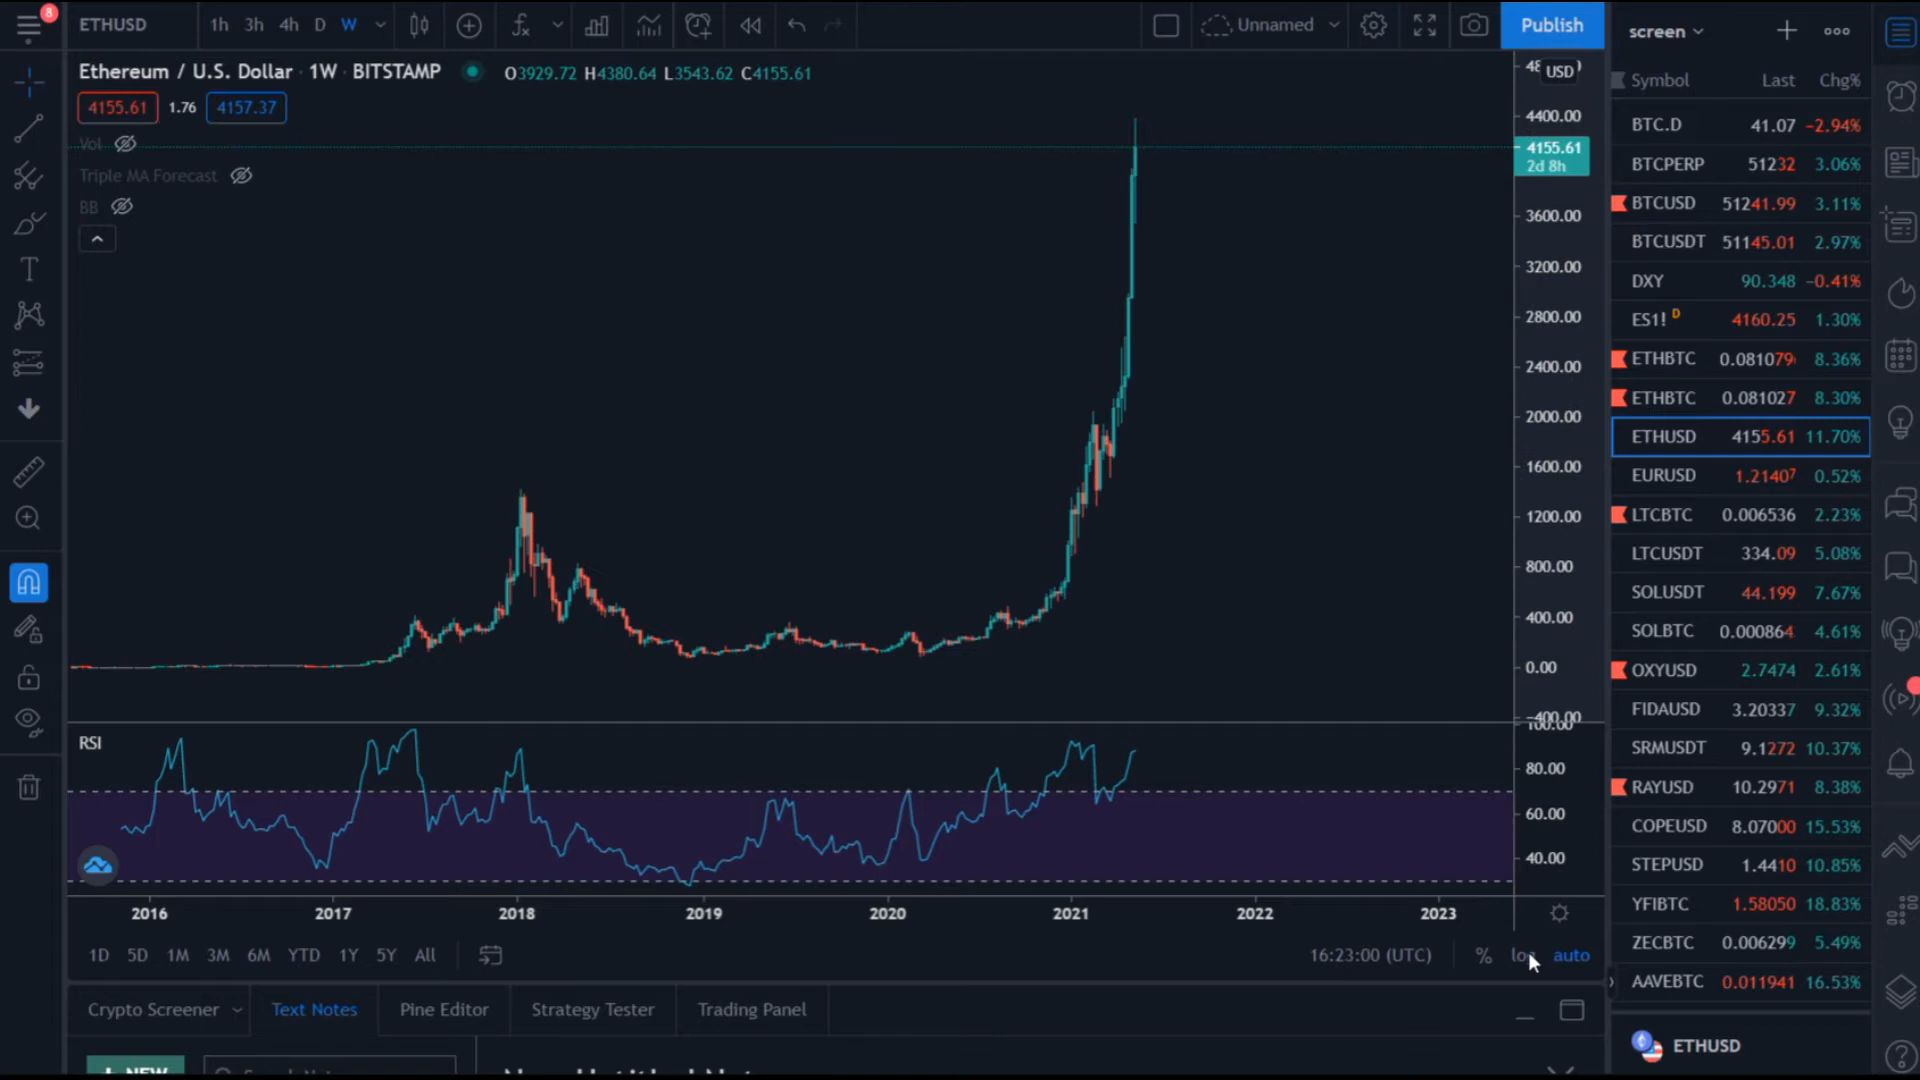 8
ETHUSD 1h 3h 4h D W Unnamed Publish
Ethereum / U.S. Dollar · 1W · BITSTAMP O3929.72 H4380.64 L3543.62 C4155.61
4155.61 1.76 4157.37
Vol
Triple MA Forecast
BB
USD
4400.00
4155.61
2d 8h
3600.00
3200.00
2800.00
2400.00
2000.00
1600.00
1200.00
800.00
400.00
0.00
-400.00
100.00
RSI
80.00
60.00
40.00
2016 2017 2018 2019 2020 2021 2022 2023
1D 5D 1M 3M 6M YTD 1Y 5Y All 16:23:00 (UTC) % log auto
Crypto Screener Text Notes Pine Editor Strategy Tester Trading Panel
NEW
screen
Symbol Last Chg%
BTC.D 41.07 -2.94%
BTCPERP 51232 3.06%
BTCUSD 51241.99 3.11%
BTCUSDT 51145.01 2.97%
DXY 90.348 -0.41%
ES1! D 4160.25 1.30%
ETHBTC 0.081079 8.36%
ETHBTC 0.081027 8.30%
ETHUSD 4155.61 11.70%
EURUSD 1.21407 0.52%
LTCBTC 0.006536 2.23%
LTCUSDT 334.09 5.08%
SOLUSDT 44.199 7.67%
SOLBTC 0.000864 4.61%
OXYUSD 2.7474 2.61%
FIDAUSD 3.20337 9.32%
SRMUSDT 9.1272 10.37%
RAYUSD 10.2971 8.38%
COPEUSD 8.07000 15.53%
STEPUSD 1.4410 10.85%
YFIBTC 1.58050 18.83%
ZECBTC 0.006299 5.49%
AAVEBTC 0.011941 16.53%
ETHUSD